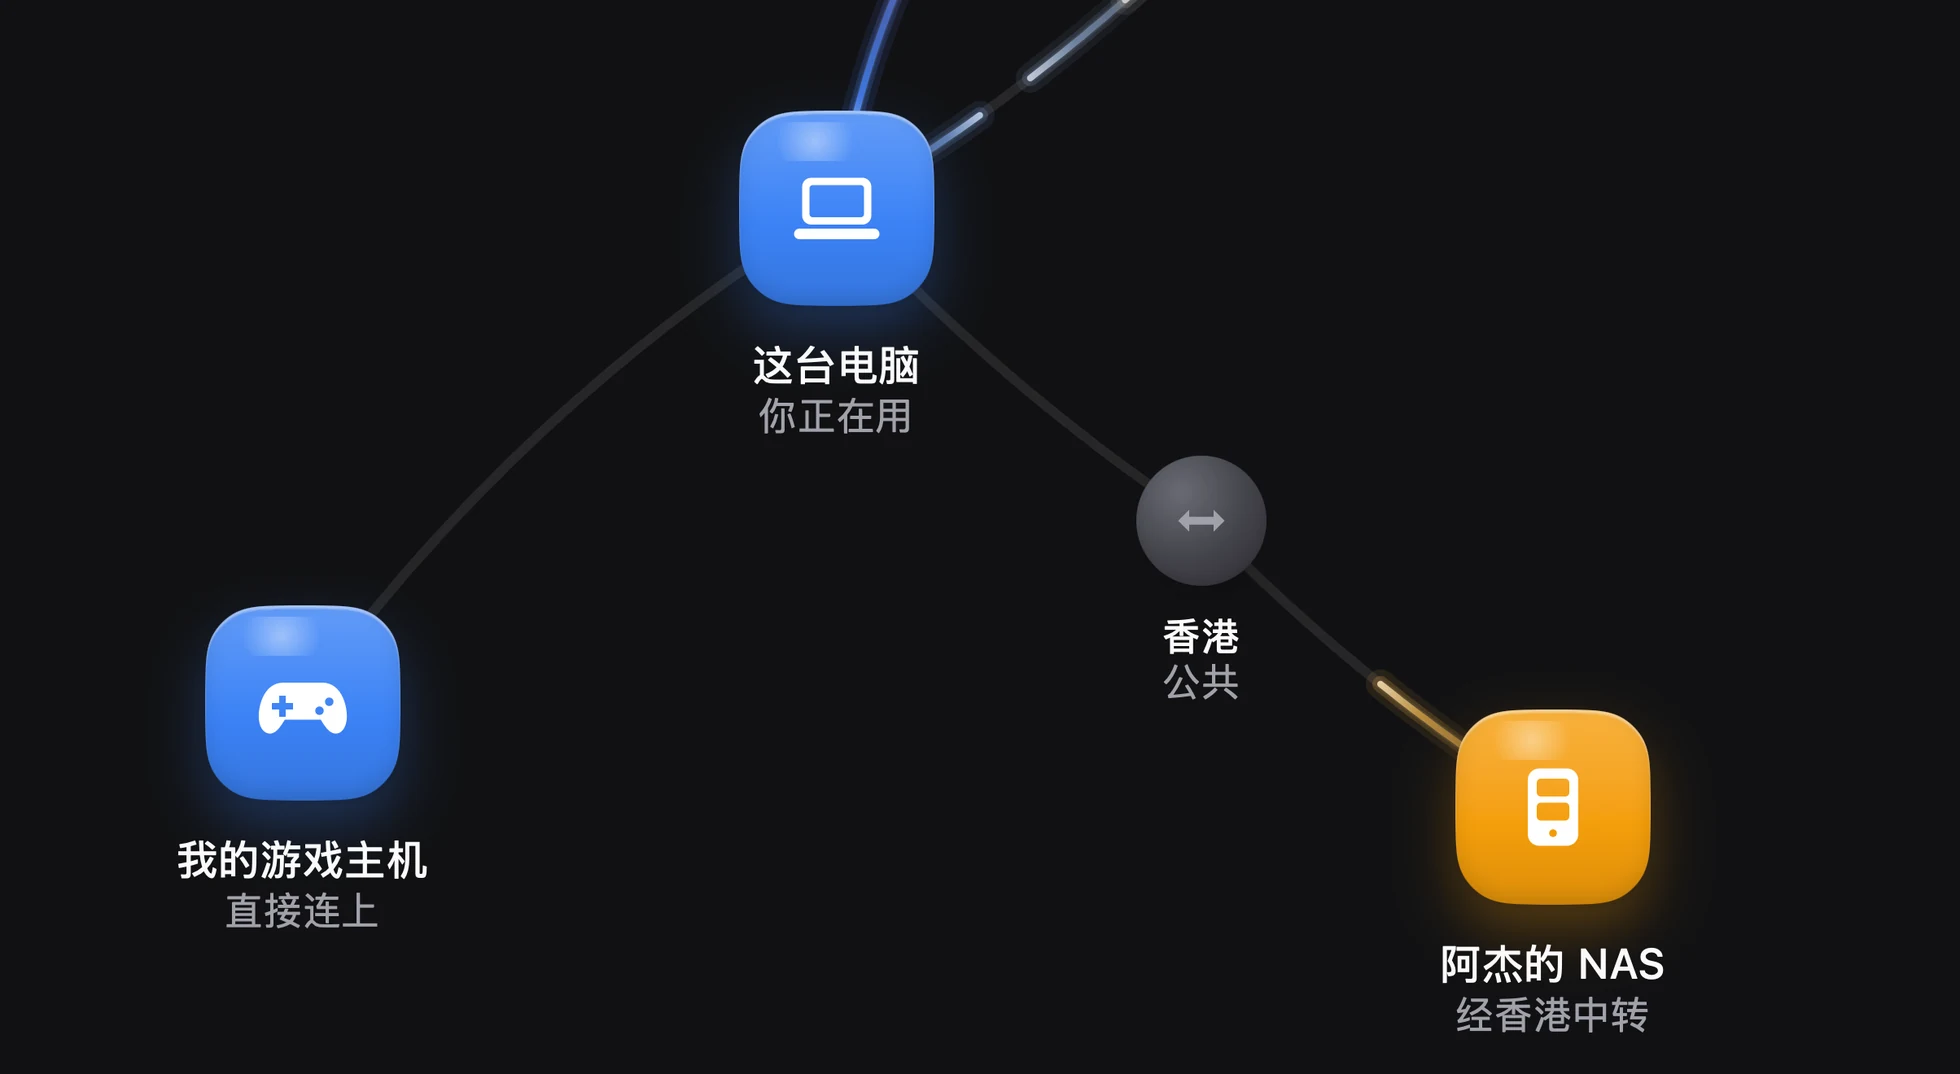 这台电脑
你正在用
香港
公共
我的游戏主机
直接连上
阿杰的 NAS
经香港中转